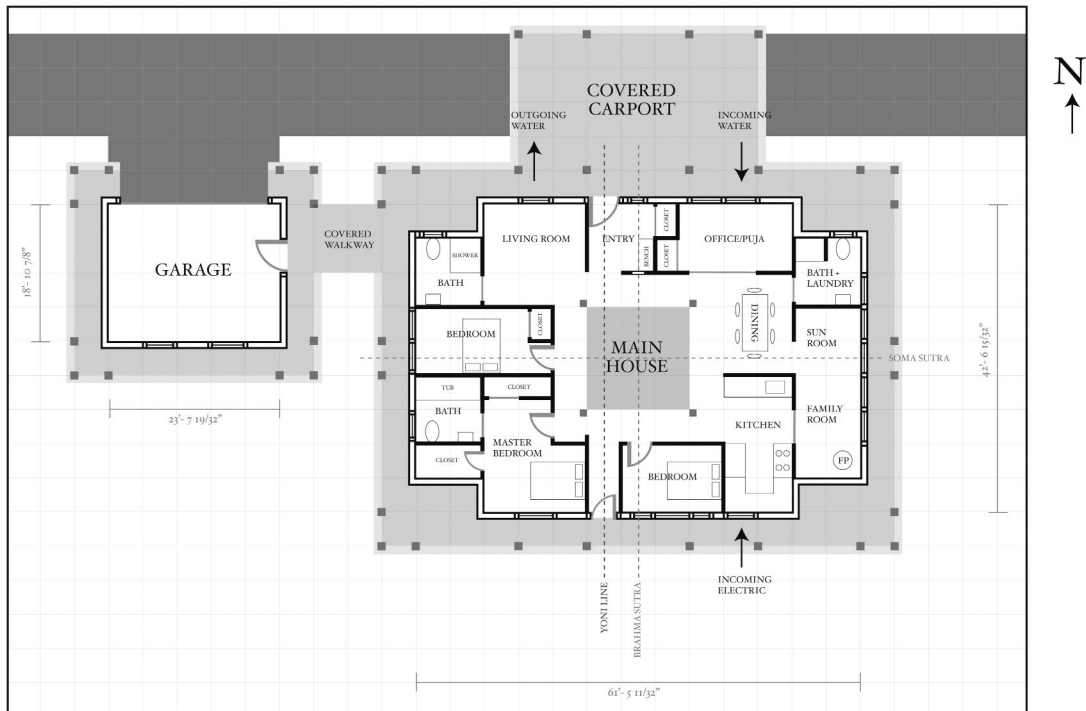 N
COVERED
CARPORT
OUTGOING
WATER
INCOMING
WATER
COVERED
WALKWAY
GARAGE
18'- 10 7/8"
23'- 7 19/32"
LIVING ROOM
ENTRY
CLOSET
BENCH
CLOSET
OFFICE/PUJA
SHOWER
BATH
BATH +
LAUNDRY
BEDROOM
CLOSET
MAIN
HOUSE
DINING
SUN
ROOM
SOMA SUTRA
42'- 6 15/32"
TUB
CLOSET
BATH
MASTER
BEDROOM
CLOSET
BEDROOM
KITCHEN
FAMILY
ROOM
FP
INCOMING
ELECTRIC
YONI LINE
BRAHMA SUTRA
61'- 5 11/32"